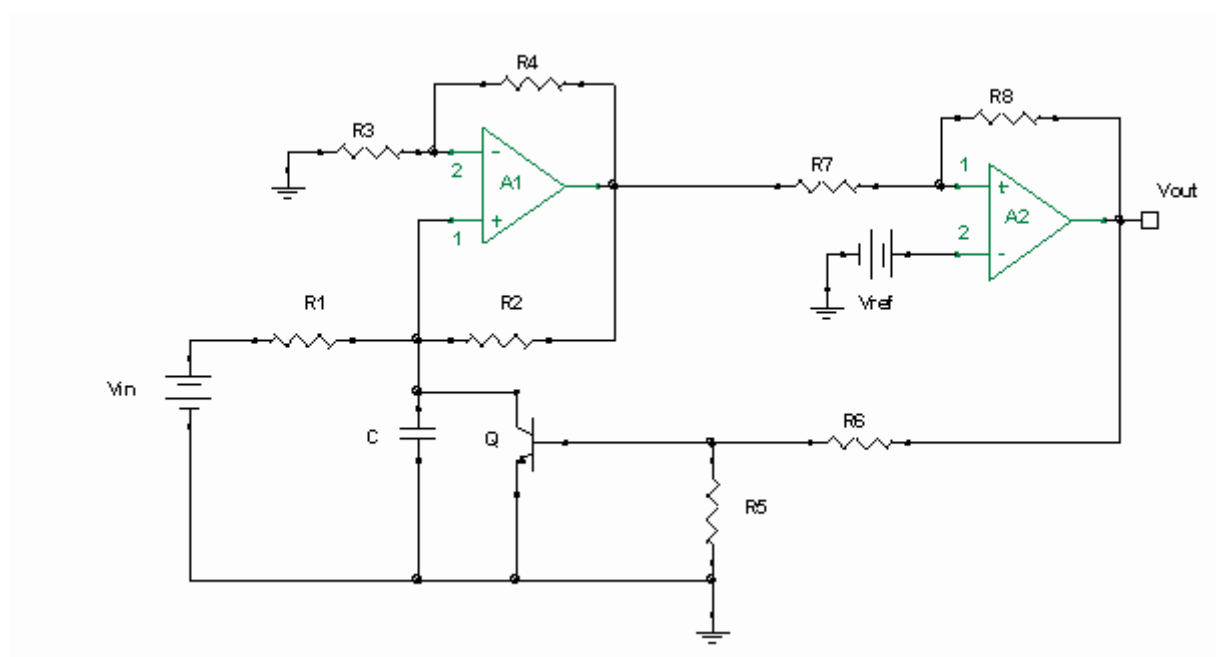 R4
R8
R3
-
2
A1
R7
1
+
A2
Vout
+
1
2
-
Vref
R1
R2
Vin
C
Q
R6
R5